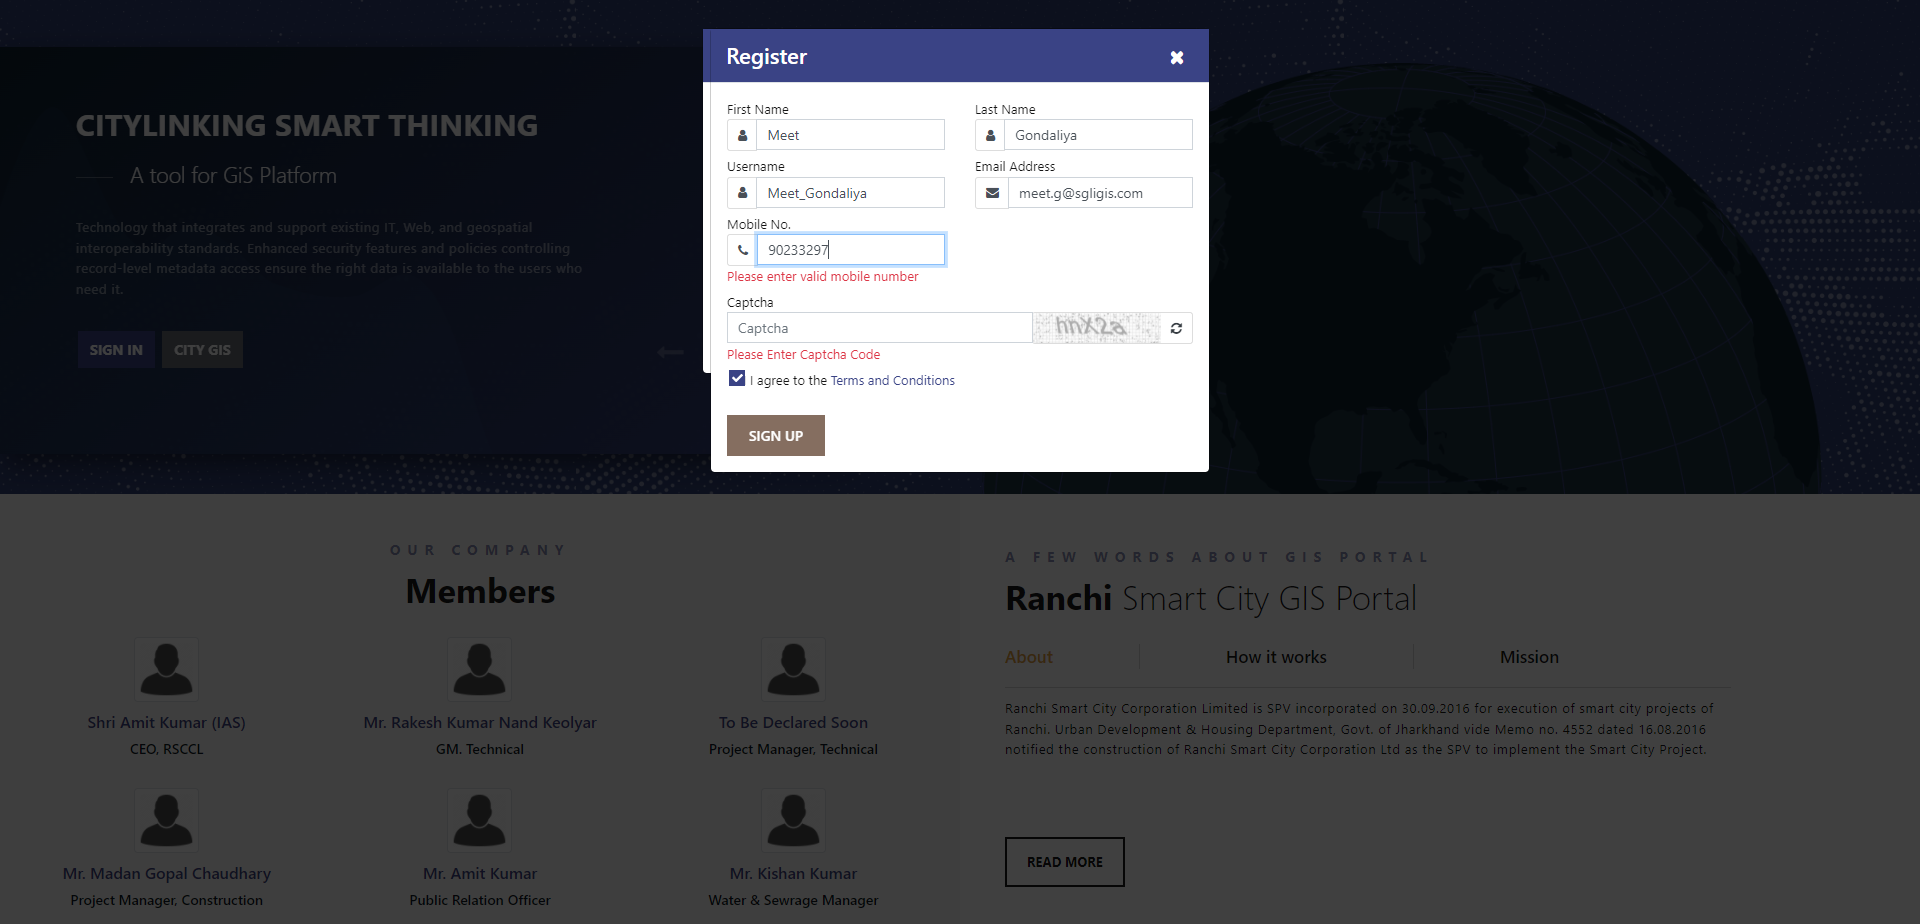 Register
First Name
Last Name
Meet
Gondaliya
Username
Email Address
Meet_Gondaliya
meet.g@sgligis.com
Mobile No.
90233297
Please enter valid mobile number
Captcha
Captcha
hnX2a
Please Enter Captcha Code
I agree to the Terms and Conditions
SIGN UP
CITYLINKING SMART THINKING
A tool for GiS Platform
Technology that integrates and support existing IT, Web, and geospatial
interoperability standards. Enhanced security features and policies controlling
record-level metadata access ensure the right data is available to the users who
need it.
SIGN IN
CITY GIS
OUR COMPANY
Members
Shri Amit Kumar (IAS)
CEO, RSCCL
Mr. Rakesh Kumar Nand Keolyar
GM. Technical
To Be Declared Soon
Project Manager, Technical
Mr. Madan Gopal Chaudhary
Project Manager, Construction
Mr. Amit Kumar
Public Relation Officer
Mr. Kishan Kumar
Water & Sewrage Manager
A FEW WORDS ABOUT GIS PORTAL
Ranchi Smart City GIS Portal
About
How it works
Mission
Ranchi Smart City Corporation Limited is SPV incorporated on 30.09.2016 for execution of smart city projects of
Ranchi. Urban Development & Housing Department, Govt. of Jharkhand vide Memo no. 4552 dated 16.08.2016
notified the construction of Ranchi Smart City Corporation Ltd as the SPV to implement the Smart City Project.
READ MORE